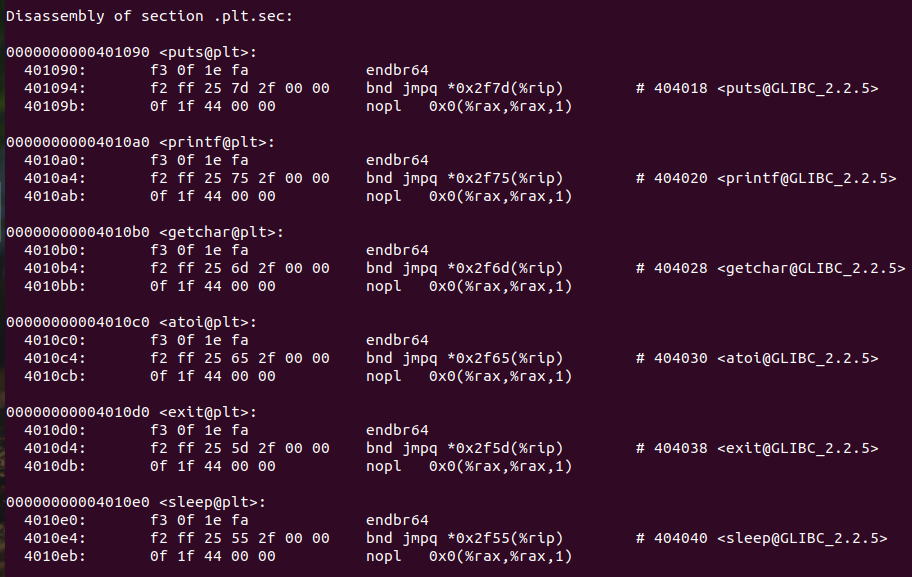 Disassembly of section .plt.sec:

0000000000401090 <puts@plt>:
  401090:       f3 0f 1e fa             endbr64
  401094:       f2 ff 25 7d 2f 00 00    bnd jmpq *0x2f7d(%rip)        # 404018 <puts@GLIBC_2.2.5>
  40109b:       0f 1f 44 00 00          nopl   0x0(%rax,%rax,1)

00000000004010a0 <printf@plt>:
  4010a0:       f3 0f 1e fa             endbr64
  4010a4:       f2 ff 25 75 2f 00 00    bnd jmpq *0x2f75(%rip)        # 404020 <printf@GLIBC_2.2.5>
  4010ab:       0f 1f 44 00 00          nopl   0x0(%rax,%rax,1)

00000000004010b0 <getchar@plt>:
  4010b0:       f3 0f 1e fa             endbr64
  4010b4:       f2 ff 25 6d 2f 00 00    bnd jmpq *0x2f6d(%rip)        # 404028 <getchar@GLIBC_2.2.5>
  4010bb:       0f 1f 44 00 00          nopl   0x0(%rax,%rax,1)

00000000004010c0 <atoi@plt>:
  4010c0:       f3 0f 1e fa             endbr64
  4010c4:       f2 ff 25 65 2f 00 00    bnd jmpq *0x2f65(%rip)        # 404030 <atoi@GLIBC_2.2.5>
  4010cb:       0f 1f 44 00 00          nopl   0x0(%rax,%rax,1)

00000000004010d0 <exit@plt>:
  4010d0:       f3 0f 1e fa             endbr64
  4010d4:       f2 ff 25 5d 2f 00 00    bnd jmpq *0x2f5d(%rip)        # 404038 <exit@GLIBC_2.2.5>
  4010db:       0f 1f 44 00 00          nopl   0x0(%rax,%rax,1)

00000000004010e0 <sleep@plt>:
  4010e0:       f3 0f 1e fa             endbr64
  4010e4:       f2 ff 25 55 2f 00 00    bnd jmpq *0x2f55(%rip)        # 404040 <sleep@GLIBC_2.2.5>
  4010eb:       0f 1f 44 00 00          nopl   0x0(%rax,%rax,1)